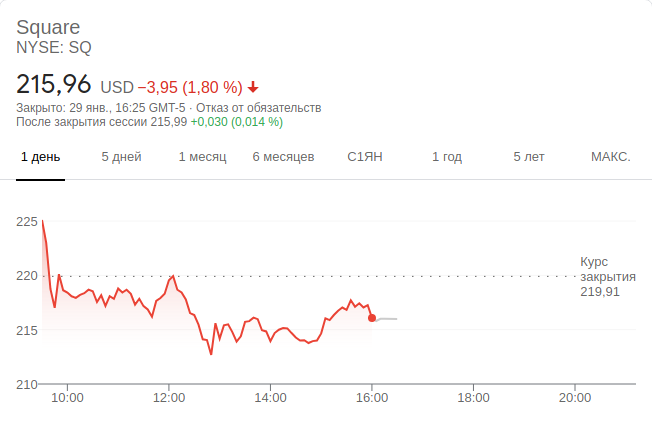 Square
NYSE: SQ
215,96 USD −3,95 (1,80 %)
Закрыто: 29 янв., 16:25 GMT-5 · Отказ от обязательств
После закрытия сессии 215,99 +0,030 (0,014 %)
1 день 5 дней 1 месяц 6 месяцев С1ЯН 1 год 5 лет МАКС.
225
220
215
210
Курс
закрытия
219,91
10:00 12:00 14:00 16:00 18:00 20:00